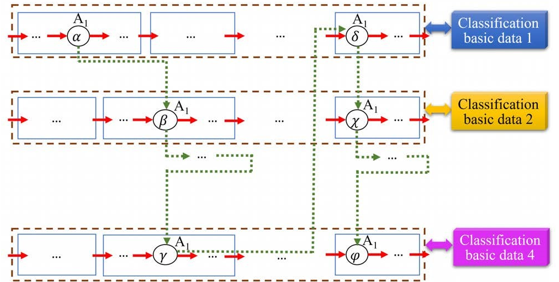 A1 A1
... α ... ... ... δ ...
Classification
basic data 1
A1 A1
... ... β ... ... χ ...
Classification
basic data 2
... ...
A1 A1
... ... γ ... ... φ ...
Classification
basic data 4